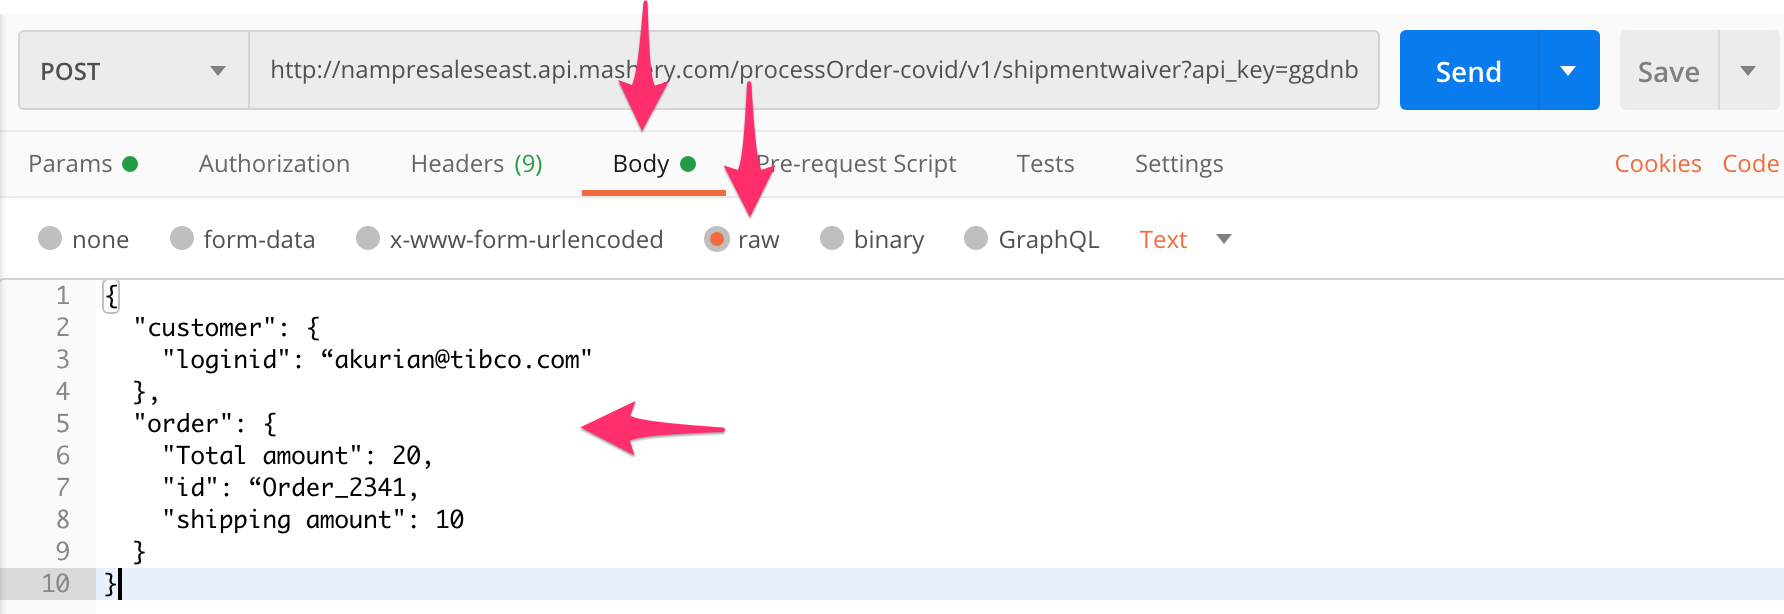 POST http://nampresaleseast.api.mashery.com/processOrder-covid/v1/shipmentwaiver?api_key=ggdnb Send Save
Params Authorization Headers (9) Body Pre-request Script Tests Settings Cookies Code
none form-data x-www-form-urlencoded raw binary GraphQL Text
1 {
2 "customer": {
3 "loginid": “akurian@tibco.com"
4 },
5 "order": {
6 "Total amount": 20,
7 "id": “Order_2341,
8 "shipping amount": 10
9 }
10 }